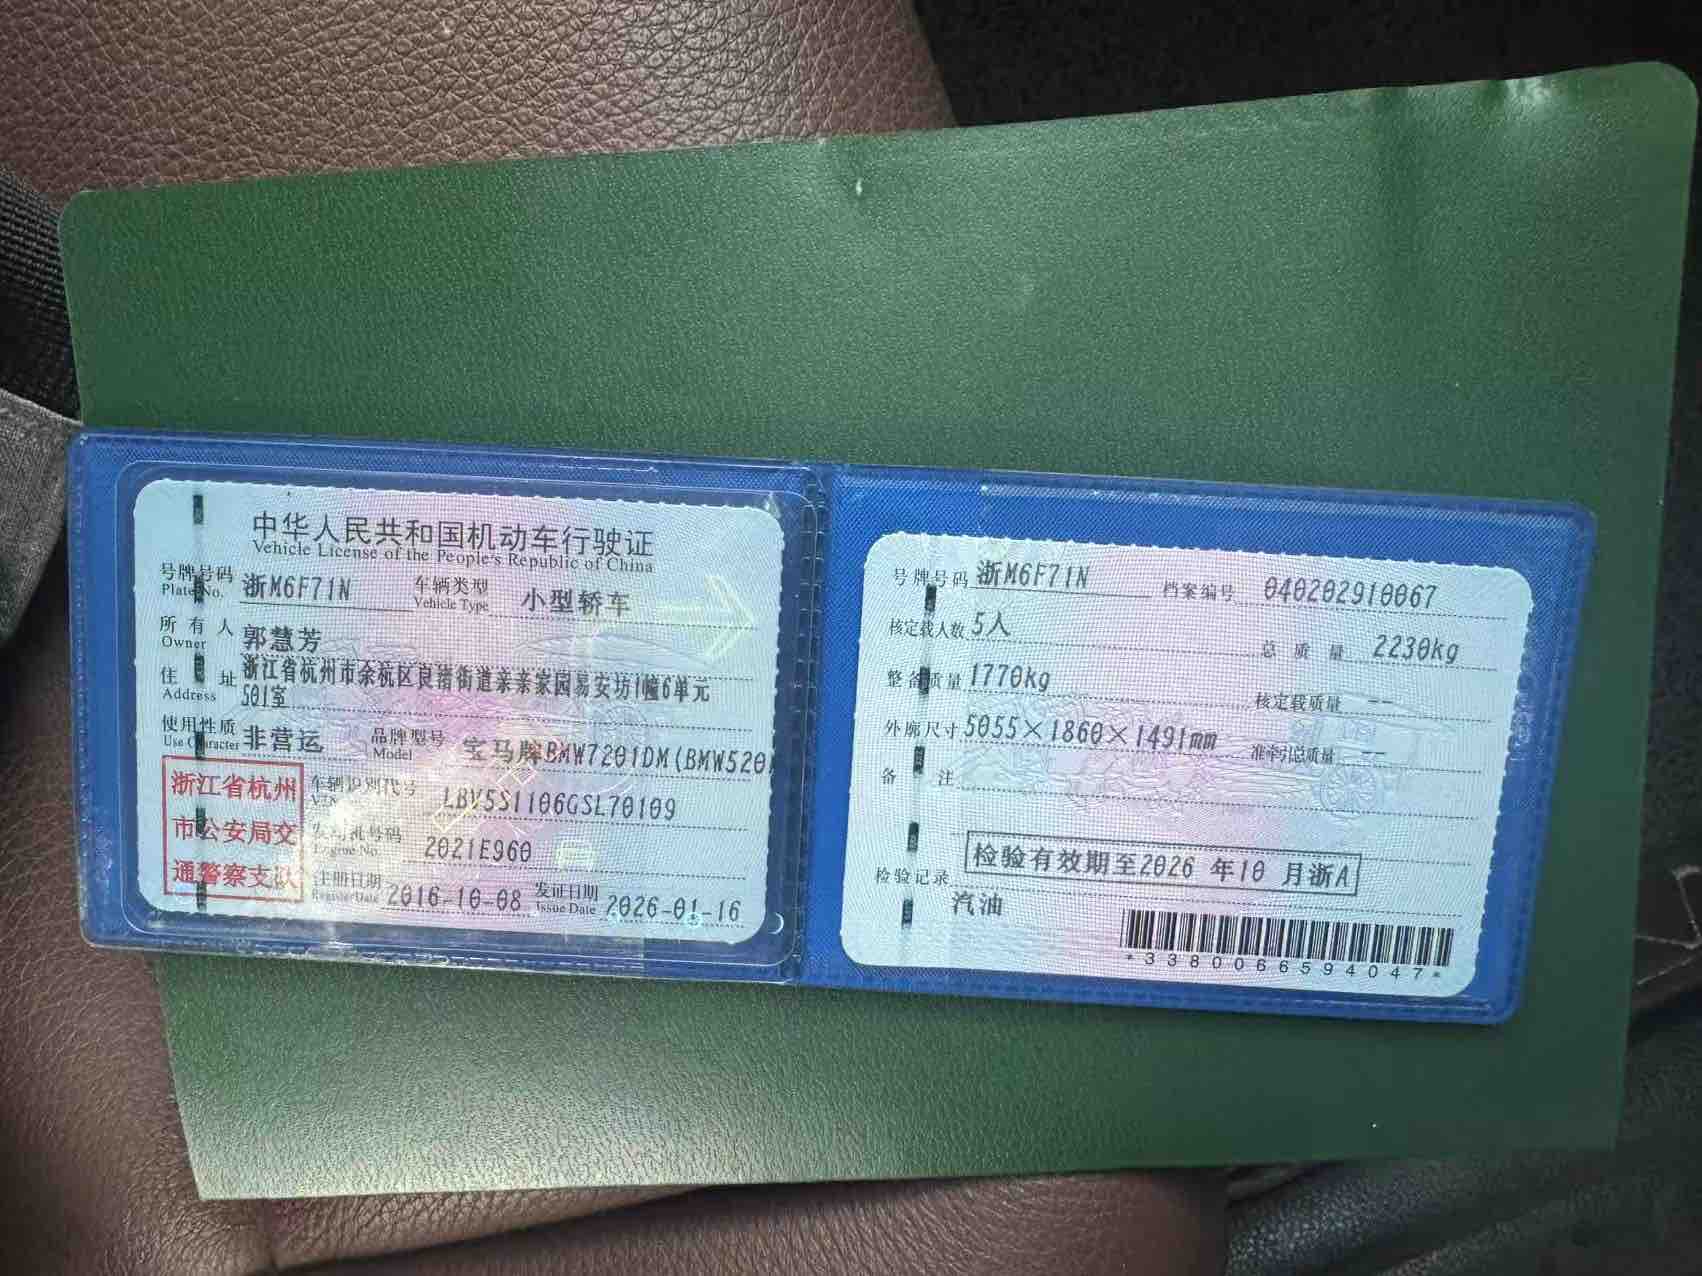 中华人民共和国机动车行驶证
Vehicle License of the People's Republic of China
号牌号码 浙M6F71N 车辆类型 小型轿车
Plate No. Vehicle Type
所有人 郭慧芳
Owner
住址 浙江省杭州市余杭区良渚街道亲亲家园易安坊1幢6单元
Address 501室
使用性质 非营运 品牌型号 宝马牌BMW7201DM(BMW520
Use Character Model
浙江省杭州
市公安局交
通警察支队
车辆识别代号 LBV5S1106GSL70109
VIN
发动机号码 2021E960
Engine No.
注册日期 2016-10-08 发证日期 2026-01-16
Register Date Issue Date
号牌号码 浙M6F71N 档案编号 040202910067
核定载人数 5人 总质量 2230kg
整备质量 1770kg 核定载质量 --
外廓尺寸 5055×1860×1491mm 准牵引总质量 --
备注
检验记录 检验有效期至2026 年10 月浙A
汽油
*3380066594047*